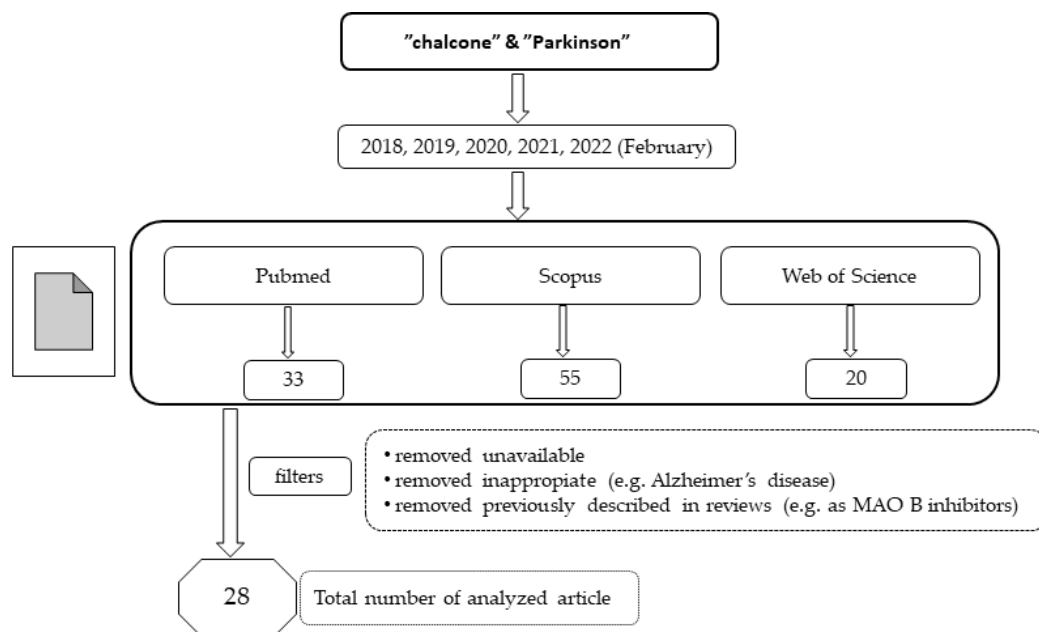 ”chalcone” & ”Parkinson”
2018, 2019, 2020, 2021, 2022 (February)
Pubmed
Scopus
Web of Science
33
55
20
filters
• removed unavailable
• removed inappropiate (e.g. Alzheimer’s disease)
• removed previously described in reviews (e.g. as MAO B inhibitors)
28
Total number of analyzed article